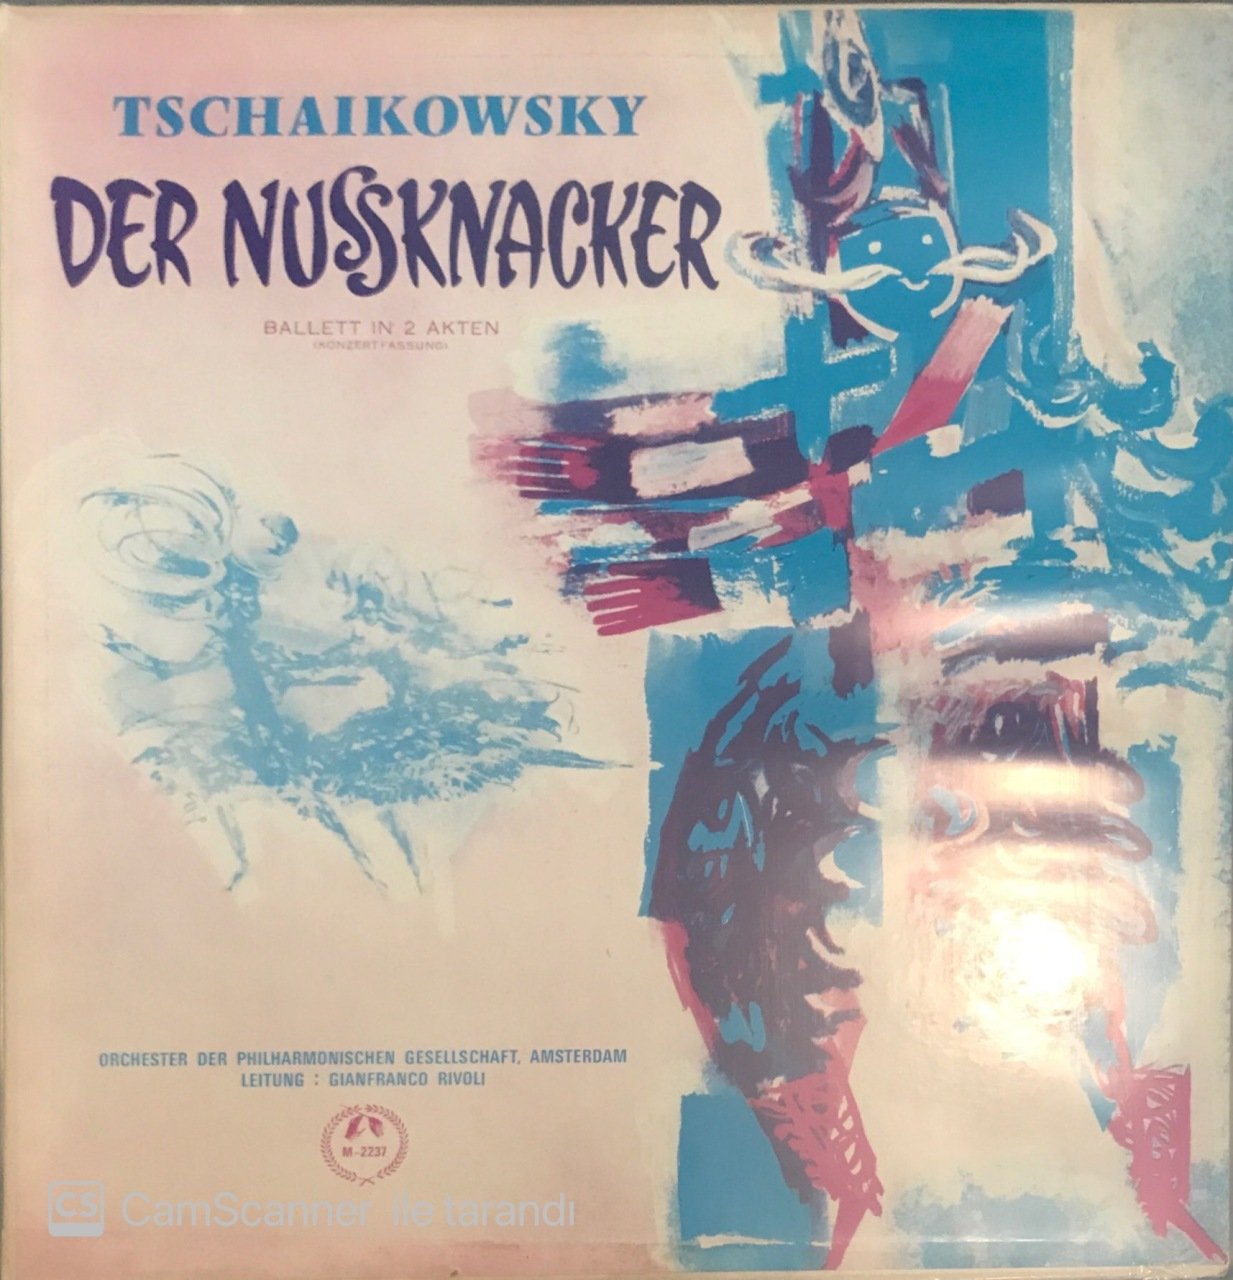 TSCHAIKOWSKY
DER NUSSKNACKER
BALLETT IN 2 AKTEN
(KONZERTFASSUNG)
ORCHESTER DER PHILHARMONISCHEN GESELLSCHAFT, AMSTERDAM
LEITUNG : GIANFRANCO RIVOLI
M-2237
CS CamScanner ile tarandı